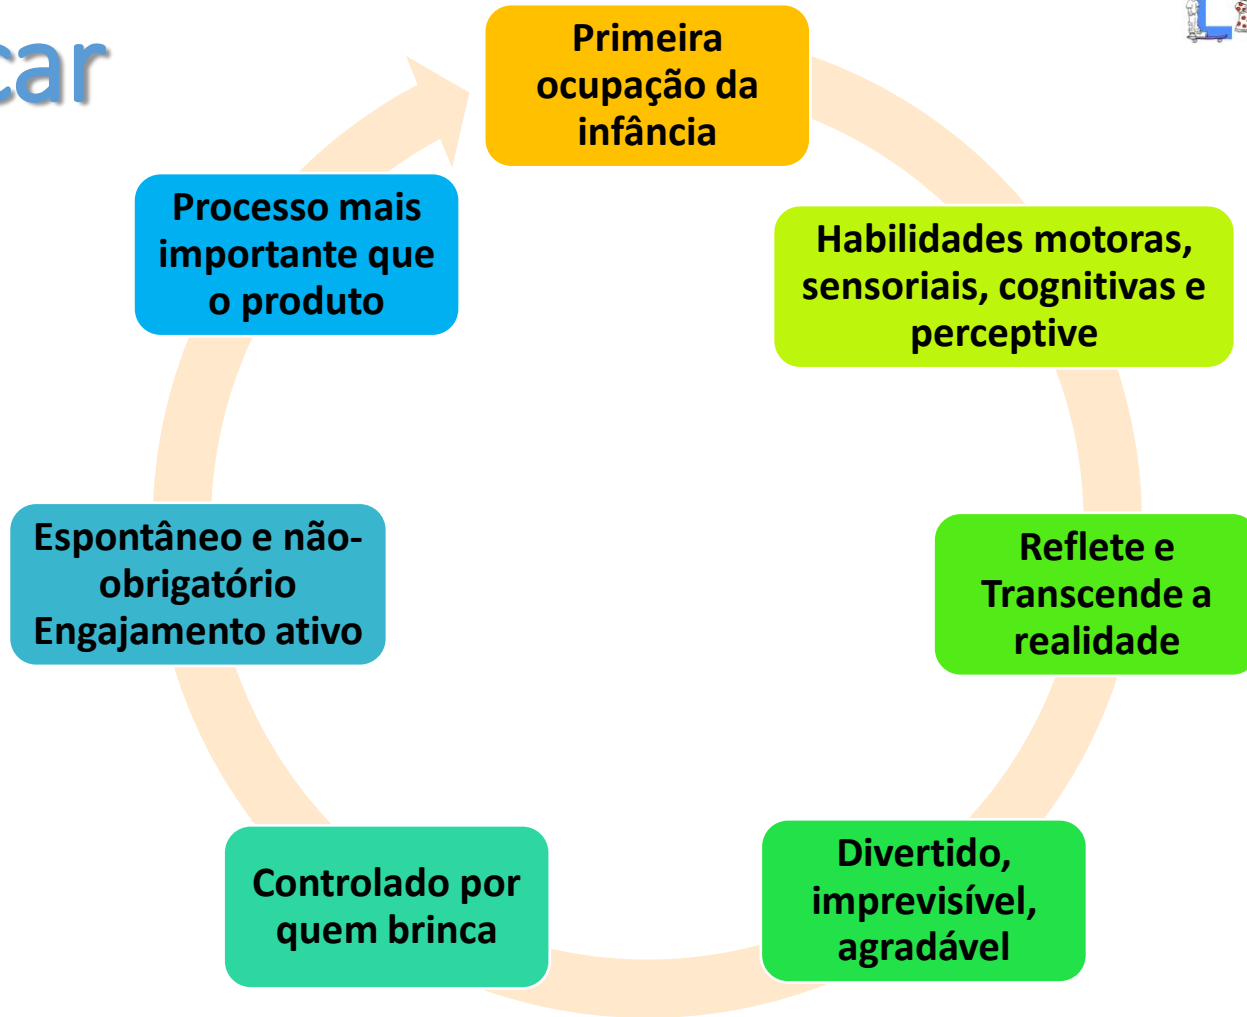 car
Primeira
ocupação da
infância
Habilidades motoras,
sensoriais, cognitivas e
perceptive
Reflete e
Transcende a
realidade
Divertido,
imprevisível,
agradável
Controlado por
quem brinca
Espontâneo e não-
obrigatório
Engajamento ativo
Processo mais
importante que
o produto